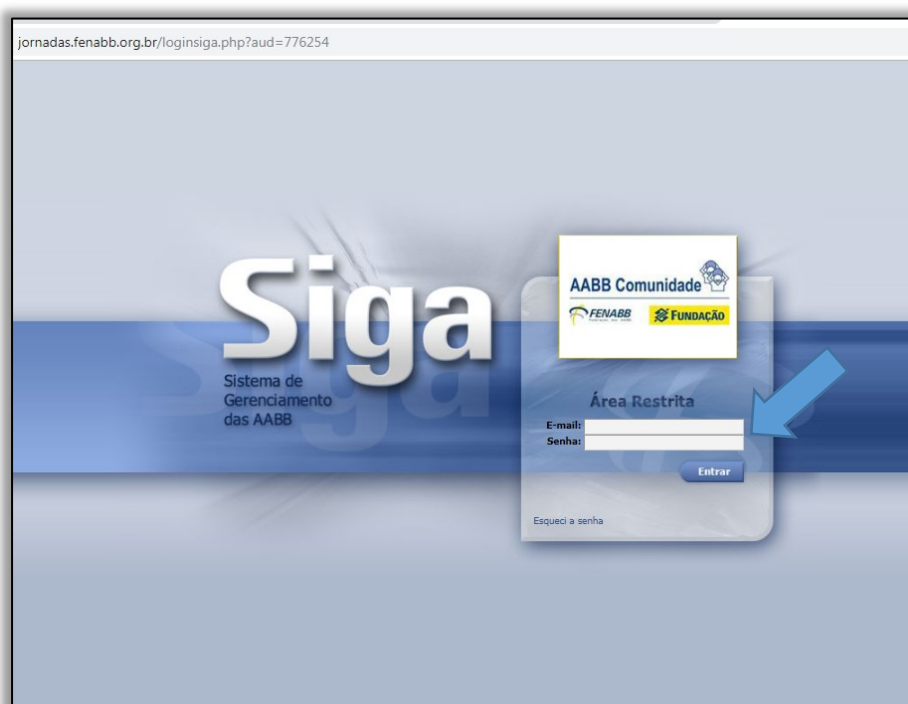 jornadas.fenabb.org.br/loginsiga.php?aud=776254
Siga
Sistema de
Gerenciamento
das AABB
AABB Comunidade
FENABB
FUNDAÇÃO
Área Restrita
E-mail:
Senha:
Entrar
Esqueci a senha